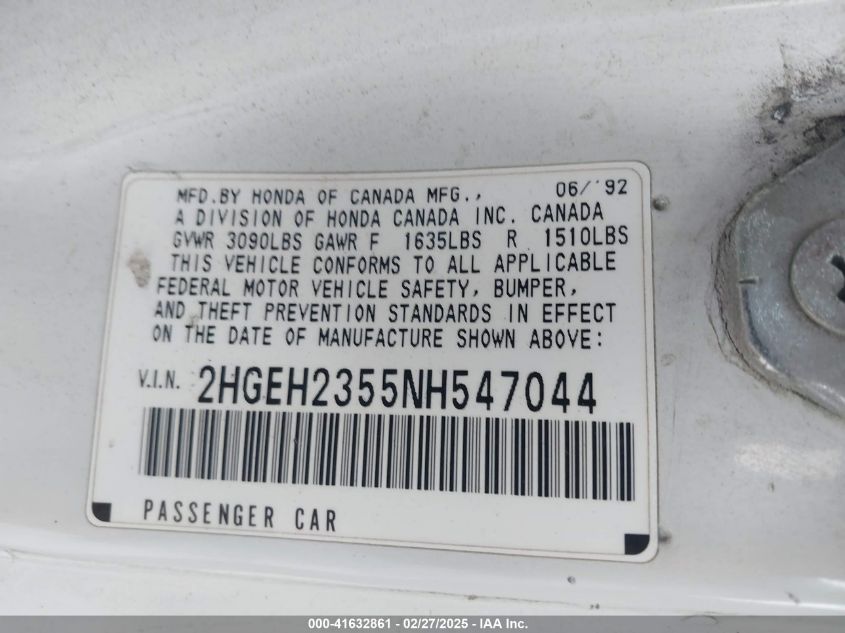 MFD.BY HONDA OF CANADA MFG., 06/'92
A DIVISION OF HONDA CANADA INC. CANADA
GVWR 3090LBS GAWR F 1635LBS R 1510LBS
THIS VEHICLE CONFORMS TO ALL APPLICABLE
FEDERAL MOTOR VEHICLE SAFETY, BUMPER,
AND THEFT PREVENTION STANDARDS IN EFFECT
ON THE DATE OF MANUFACTURE SHOWN ABOVE:
V.I.N. 2HGEH2355NH547044
PASSENGER CAR
000-41632861 - 02/27/2025 - IAA Inc.